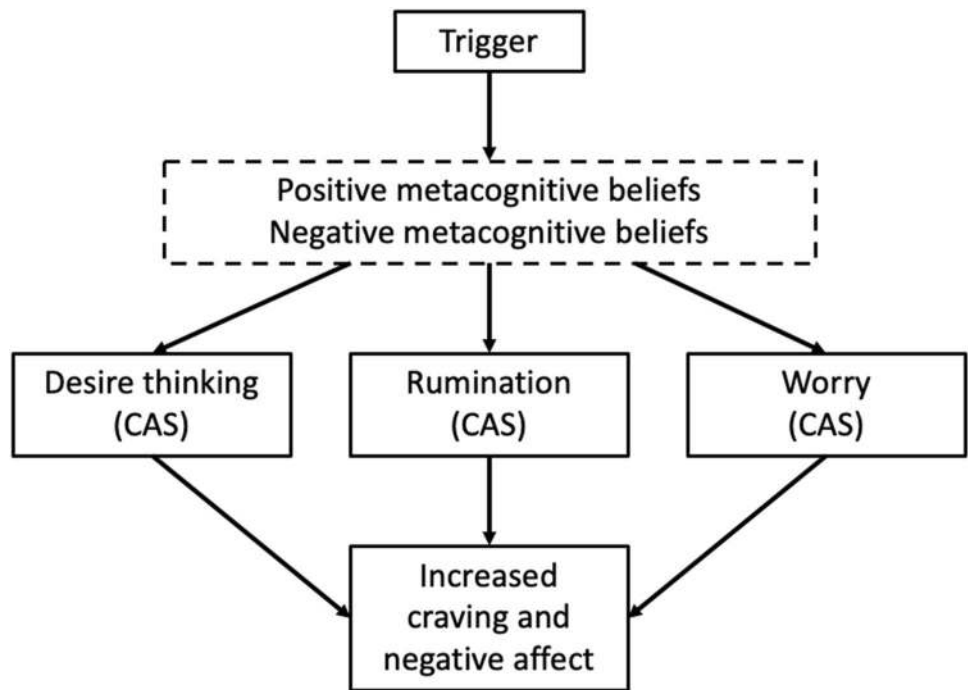 Trigger
Positive metacognitive beliefs
Negative metacognitive beliefs
Desire thinking
(CAS)
Rumination
(CAS)
Worry
(CAS)
Increased
craving and
negative affect